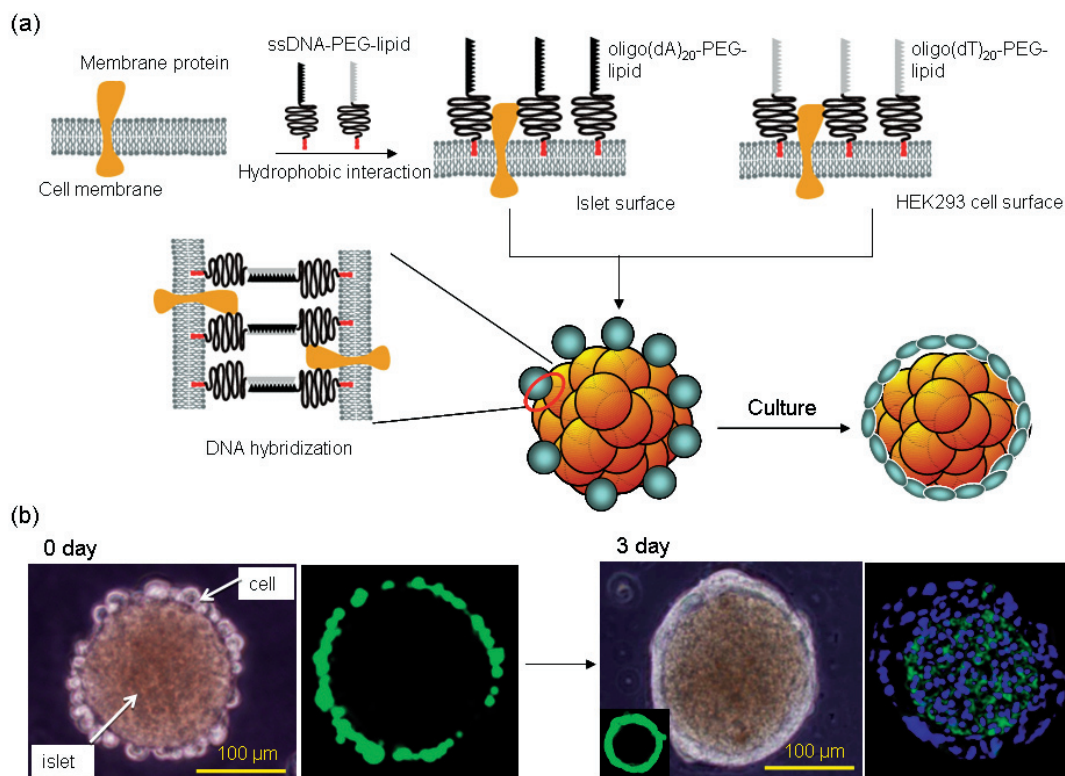 (a)
Membrane protein
Cell membrane
ssDNA-PEG-lipid
Hydrophobic interaction
oligo(dA)20-PEG-
lipid
Islet surface
oligo(dT)20-PEG-
lipid
HEK293 cell surface
DNA hybridization
Culture
(b)
0 day
cell
islet
100 µm
3 day
100 µm